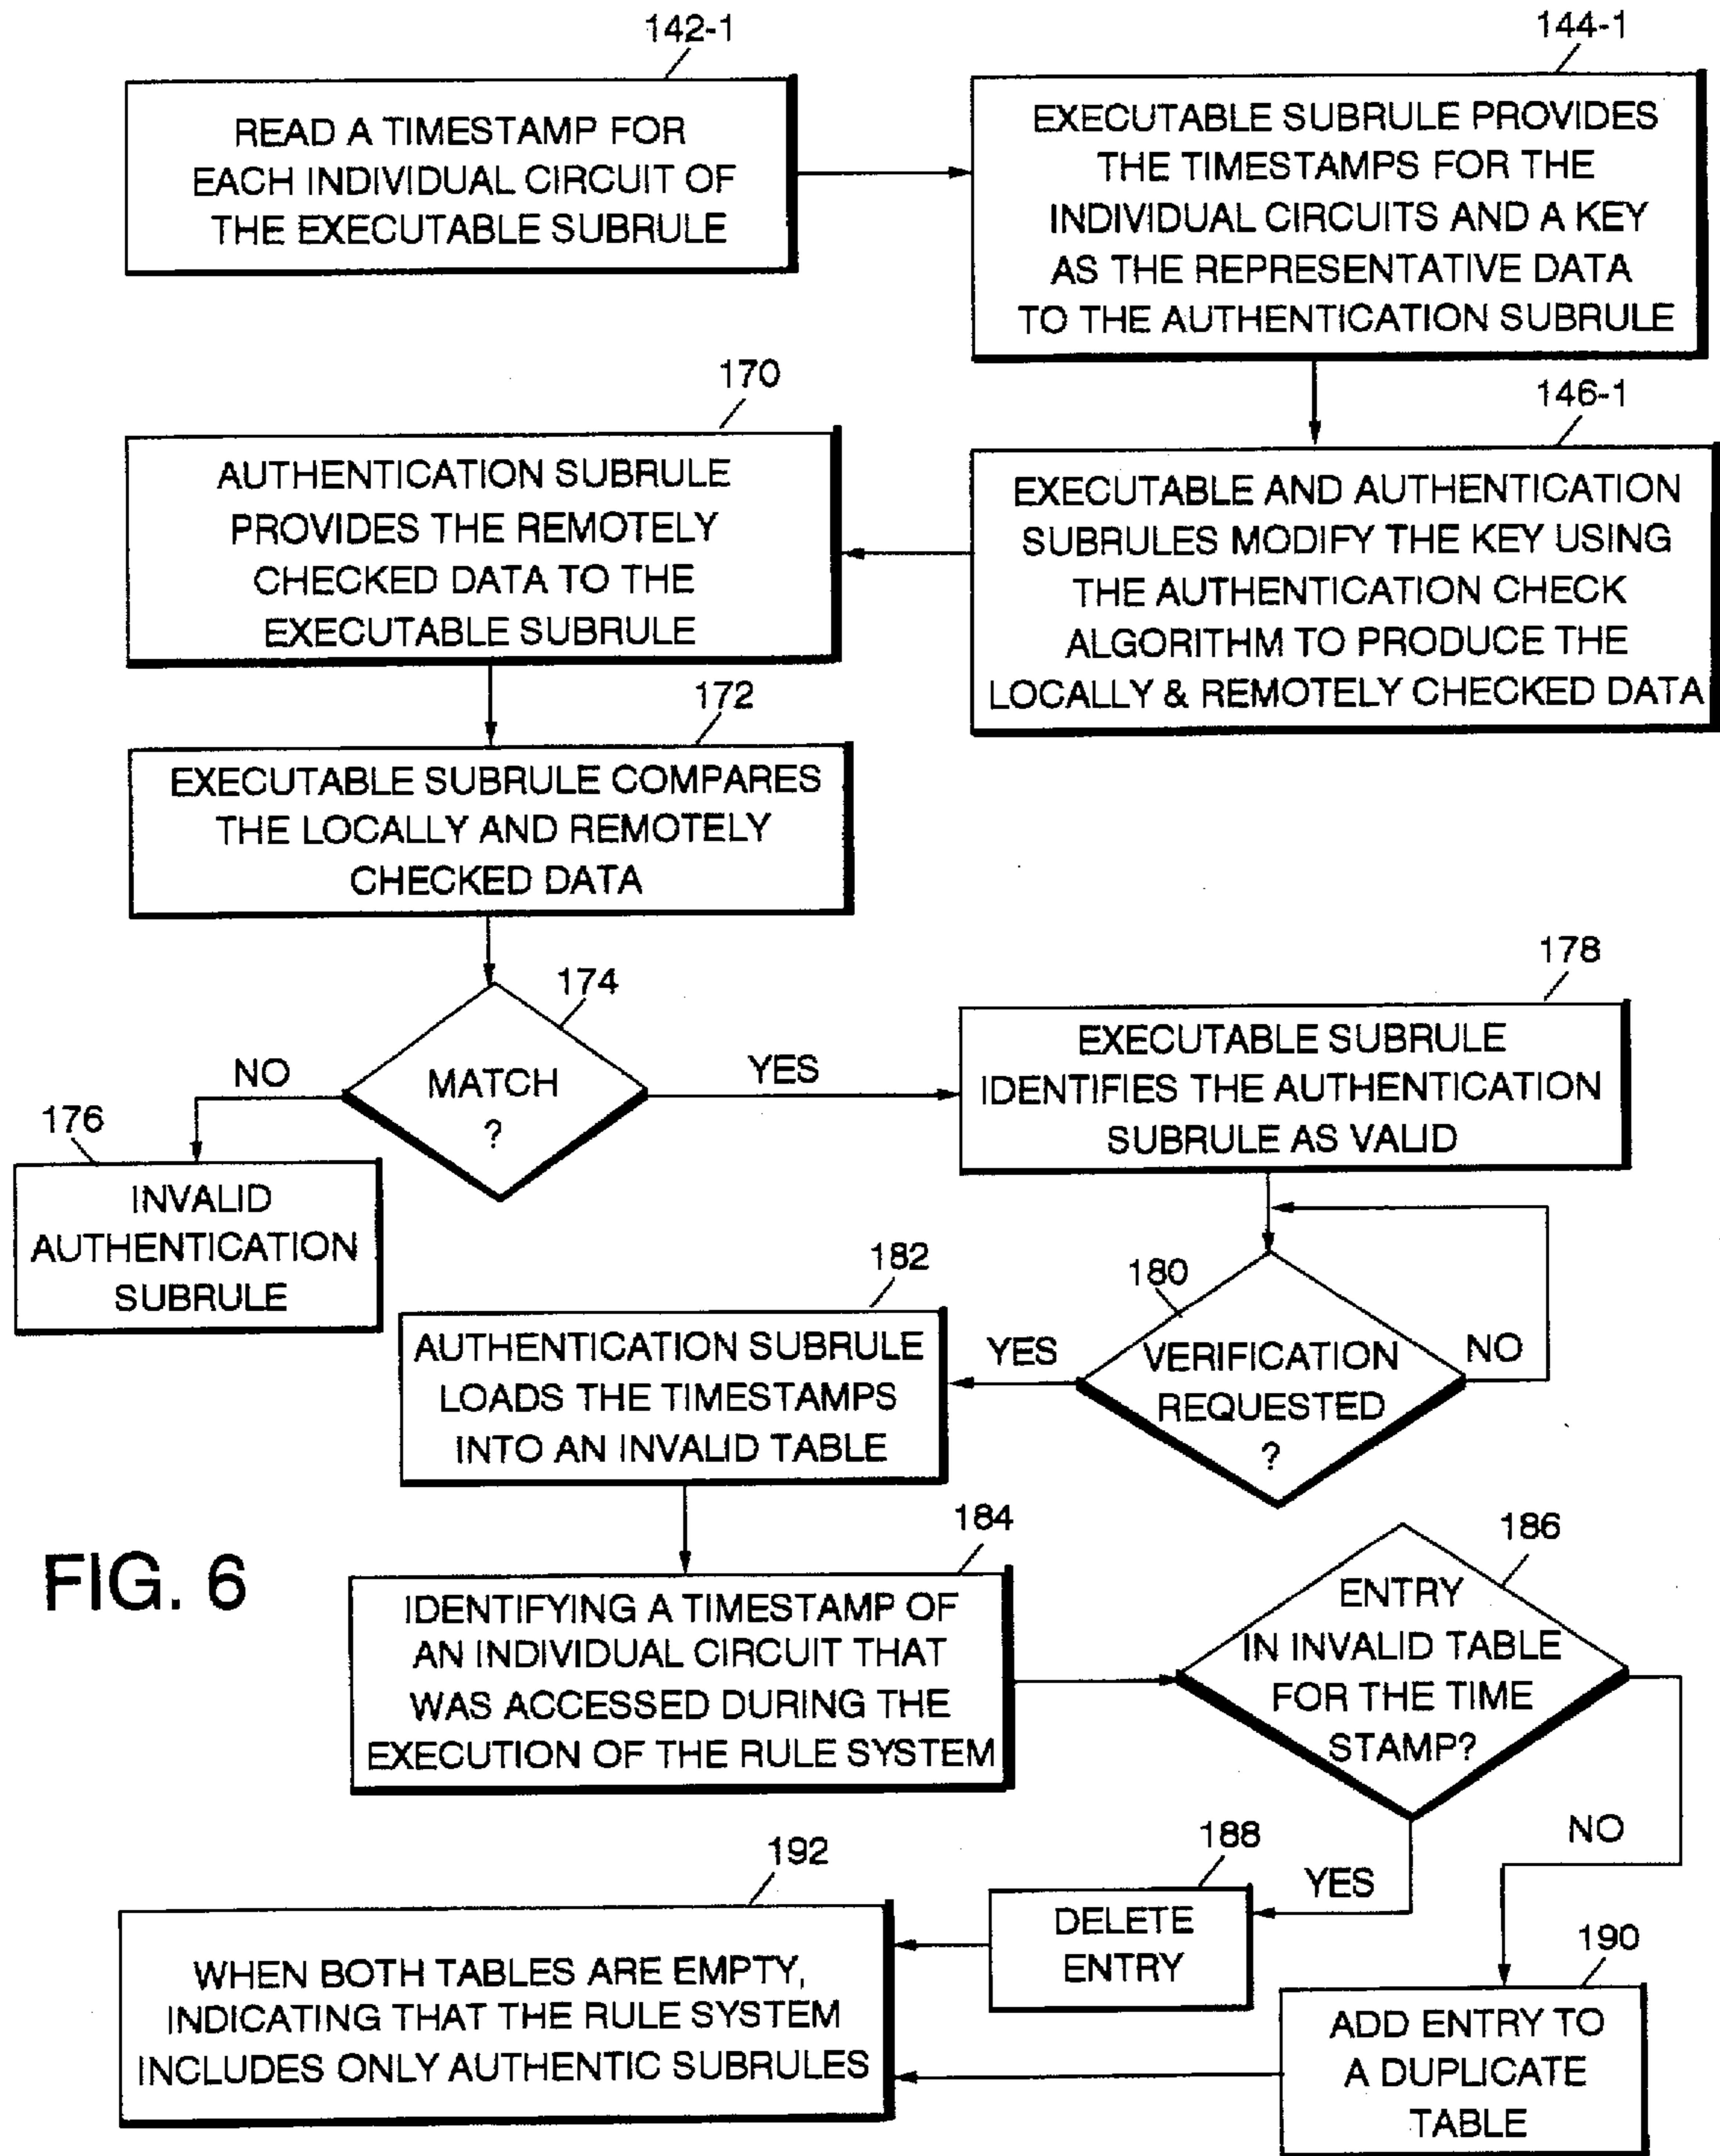 142-1
READ A TIMESTAMP FOR
EACH INDIVIDUAL CIRCUIT OF
THE EXECUTABLE SUBRULE
144-1
EXECUTABLE SUBRULE PROVIDES
THE TIMESTAMPS FOR THE
INDIVIDUAL CIRCUITS AND A KEY
AS THE REPRESENTATIVE DATA
TO THE AUTHENTICATION SUBRULE
146-1
EXECUTABLE AND AUTHENTICATION
SUBRULES MODIFY THE KEY USING
THE AUTHENTICATION CHECK
ALGORITHM TO PRODUCE THE
LOCALLY & REMOTELY CHECKED DATA
170
AUTHENTICATION SUBRULE
PROVIDES THE REMOTELY
CHECKED DATA TO THE
EXECUTABLE SUBRULE
172
EXECUTABLE SUBRULE COMPARES
THE LOCALLY AND REMOTELY
CHECKED DATA
174
MATCH
?
NO
YES
176
INVALID
AUTHENTICATION
SUBRULE
178
EXECUTABLE SUBRULE
IDENTIFIES THE AUTHENTICATION
SUBRULE AS VALID
180
VERIFICATION
REQUESTED
?
YES
NO
182
AUTHENTICATION SUBRULE
LOADS THE TIMESTAMPS
INTO AN INVALID TABLE
FIG. 6
184
IDENTIFYING A TIMESTAMP OF
AN INDIVIDUAL CIRCUIT THAT
WAS ACCESSED DURING THE
EXECUTION OF THE RULE SYSTEM
186
ENTRY
IN INVALID TABLE
FOR THE TIME
STAMP?
YES
NO
188
DELETE
ENTRY
190
ADD ENTRY TO
A DUPLICATE
TABLE
192
WHEN BOTH TABLES ARE EMPTY,
INDICATING THAT THE RULE SYSTEM
INCLUDES ONLY AUTHENTIC SUBRULES